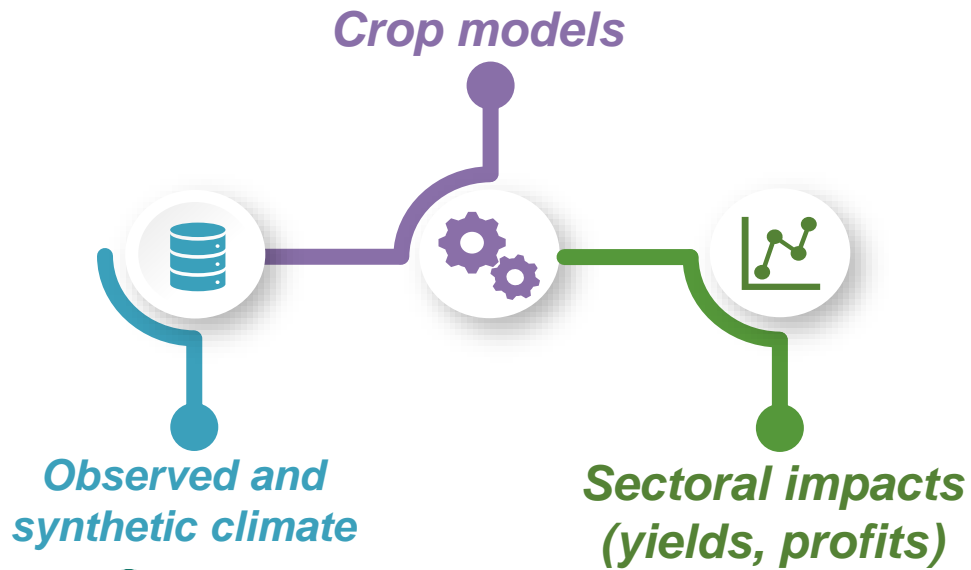 Crop models
Observed and
synthetic climate
Sectoral impacts
(yields, profits)